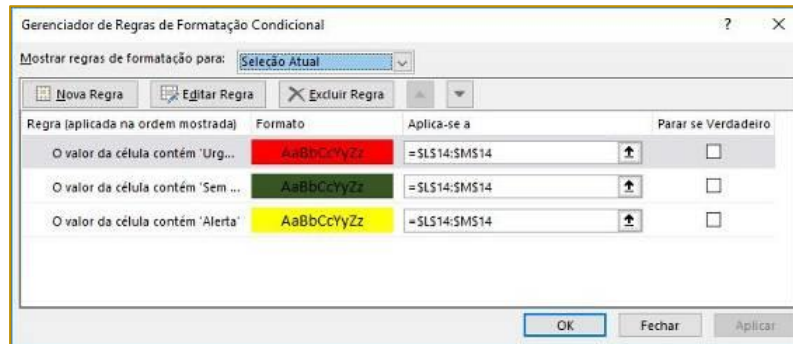 Gerenciador de Regras de Formatação Condicional ? ×
Mostrar regras de formatação para: Seleção Atual
Nova Regra Editar Regra Excluir Regra
Regra (aplicada na ordem mostrada) Formato Aplica-se a Parar se Verdadeiro
O valor da célula contém 'Urg... AaBbCcYyZz =$L$14:$M$14
O valor da célula contém 'Sem ... AaBbCcYyZz =$L$14:$M$14
O valor da célula contém 'Alerta' AaBbCcYyZz =$L$14:$M$14
OK Fechar Aplicar